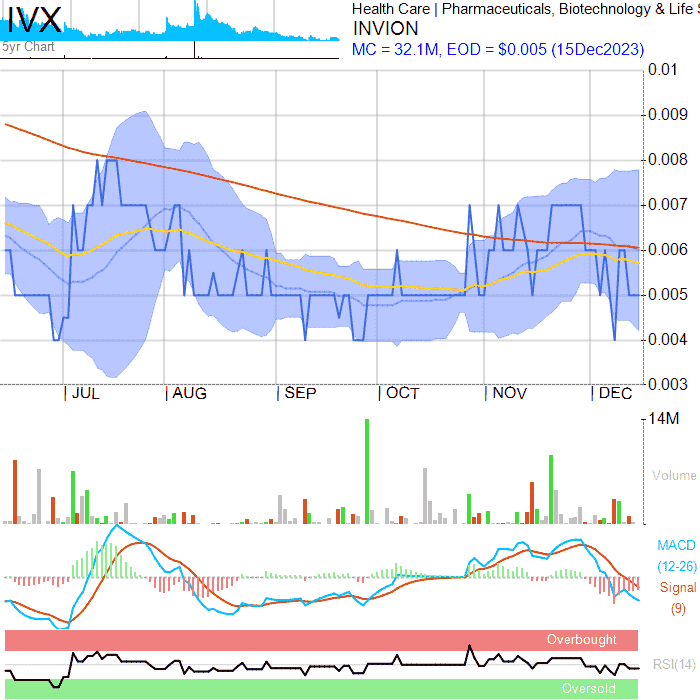 IVX
5yr Chart
Health Care | Pharmaceuticals, Biotechnology & Life
INVION
MC = 32.1M, EOD = $0.005 (15Dec2023)
0.01
0.009
0.008
0.007
0.006
0.005
0.004
0.003
| JUL | AUG | SEP | OCT | NOV | DEC
14M
Volume
MACD
(12-26)
Signal
(9)
Overbought
RSI(14)
Oversold